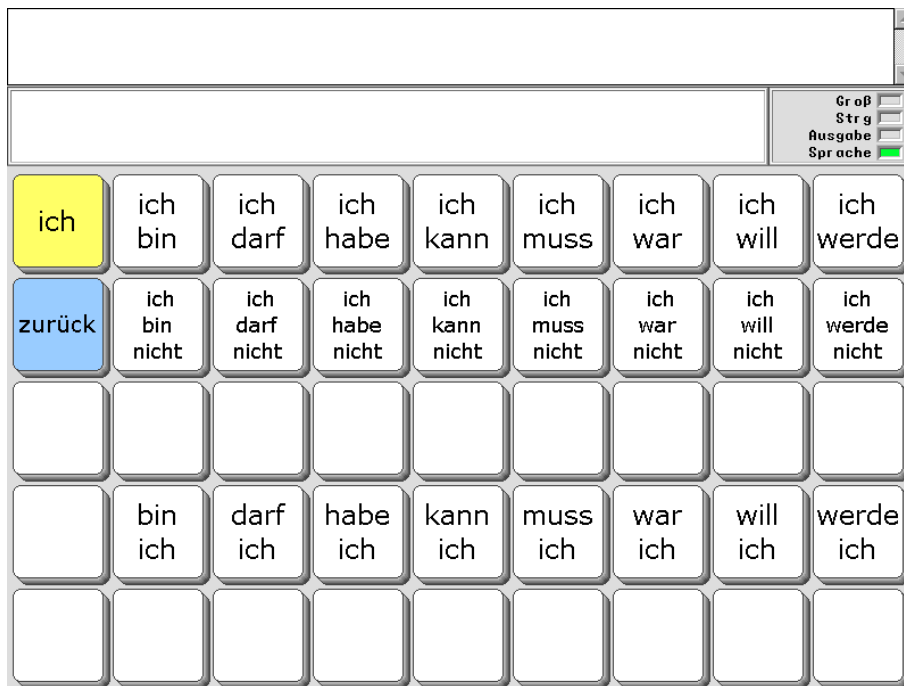 Groß
Strg
Ausgabe
Sprache
ich
ich bin
ich darf
ich habe
ich kann
ich muss
ich war
ich will
ich werde
zurück
ich bin nicht
ich darf nicht
ich habe nicht
ich kann nicht
ich muss nicht
ich war nicht
ich will nicht
ich werde nicht
bin ich
darf ich
habe ich
kann ich
muss ich
war ich
will ich
werde ich